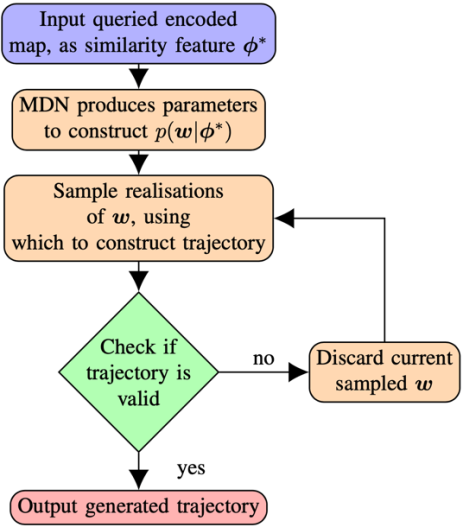 Input queried encoded
map, as similarity feature ϕ*
MDN produces parameters
to construct p(w|ϕ*)
Sample realisations
of w, using
which to construct trajectory
Check if
trajectory is
valid
no
Discard current
sampled w
yes
Output generated trajectory